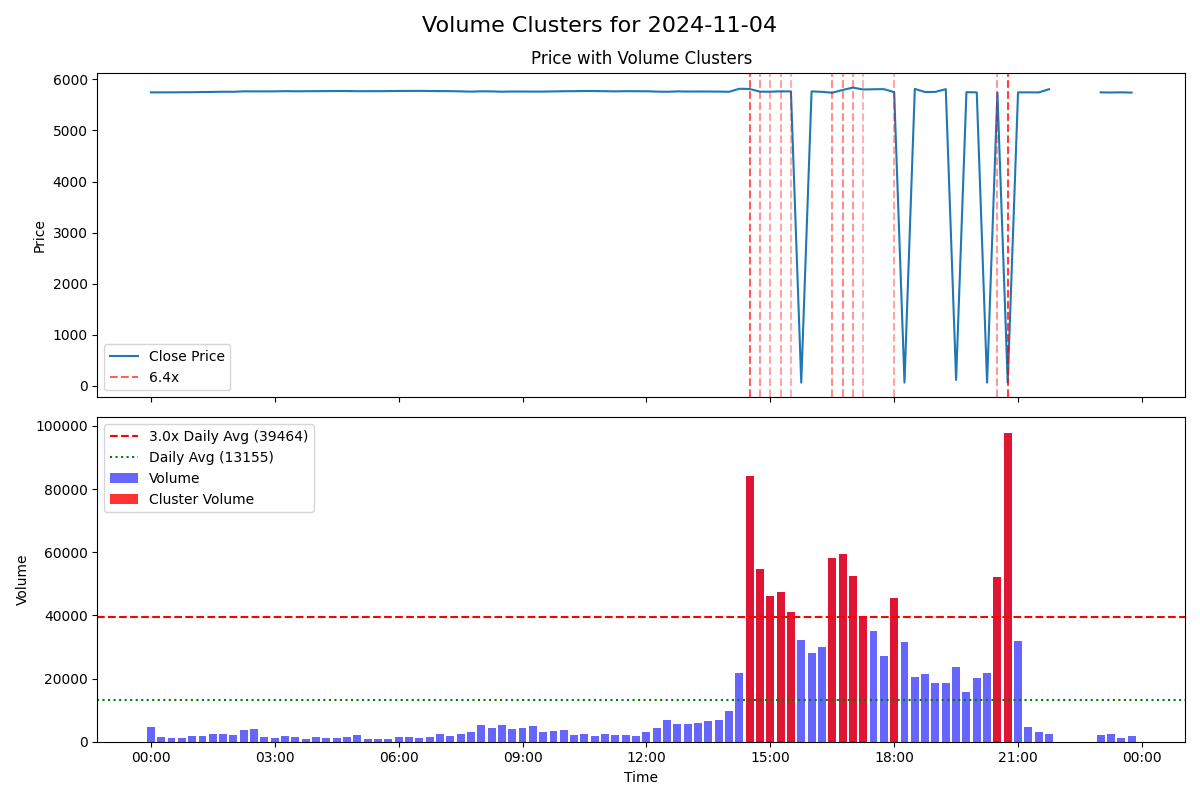 Volume Clusters for 2024-11-04
Price with Volume Clusters
6000
5000
4000
3000
2000
1000
0
Price
Close Price
6.4x
100000
80000
60000
40000
20000
0
Volume
3.0x Daily Avg (39464)
Daily Avg (13155)
Volume
Cluster Volume
00:00 03:00 06:00 09:00 12:00 15:00 18:00 21:00 00:00
Time